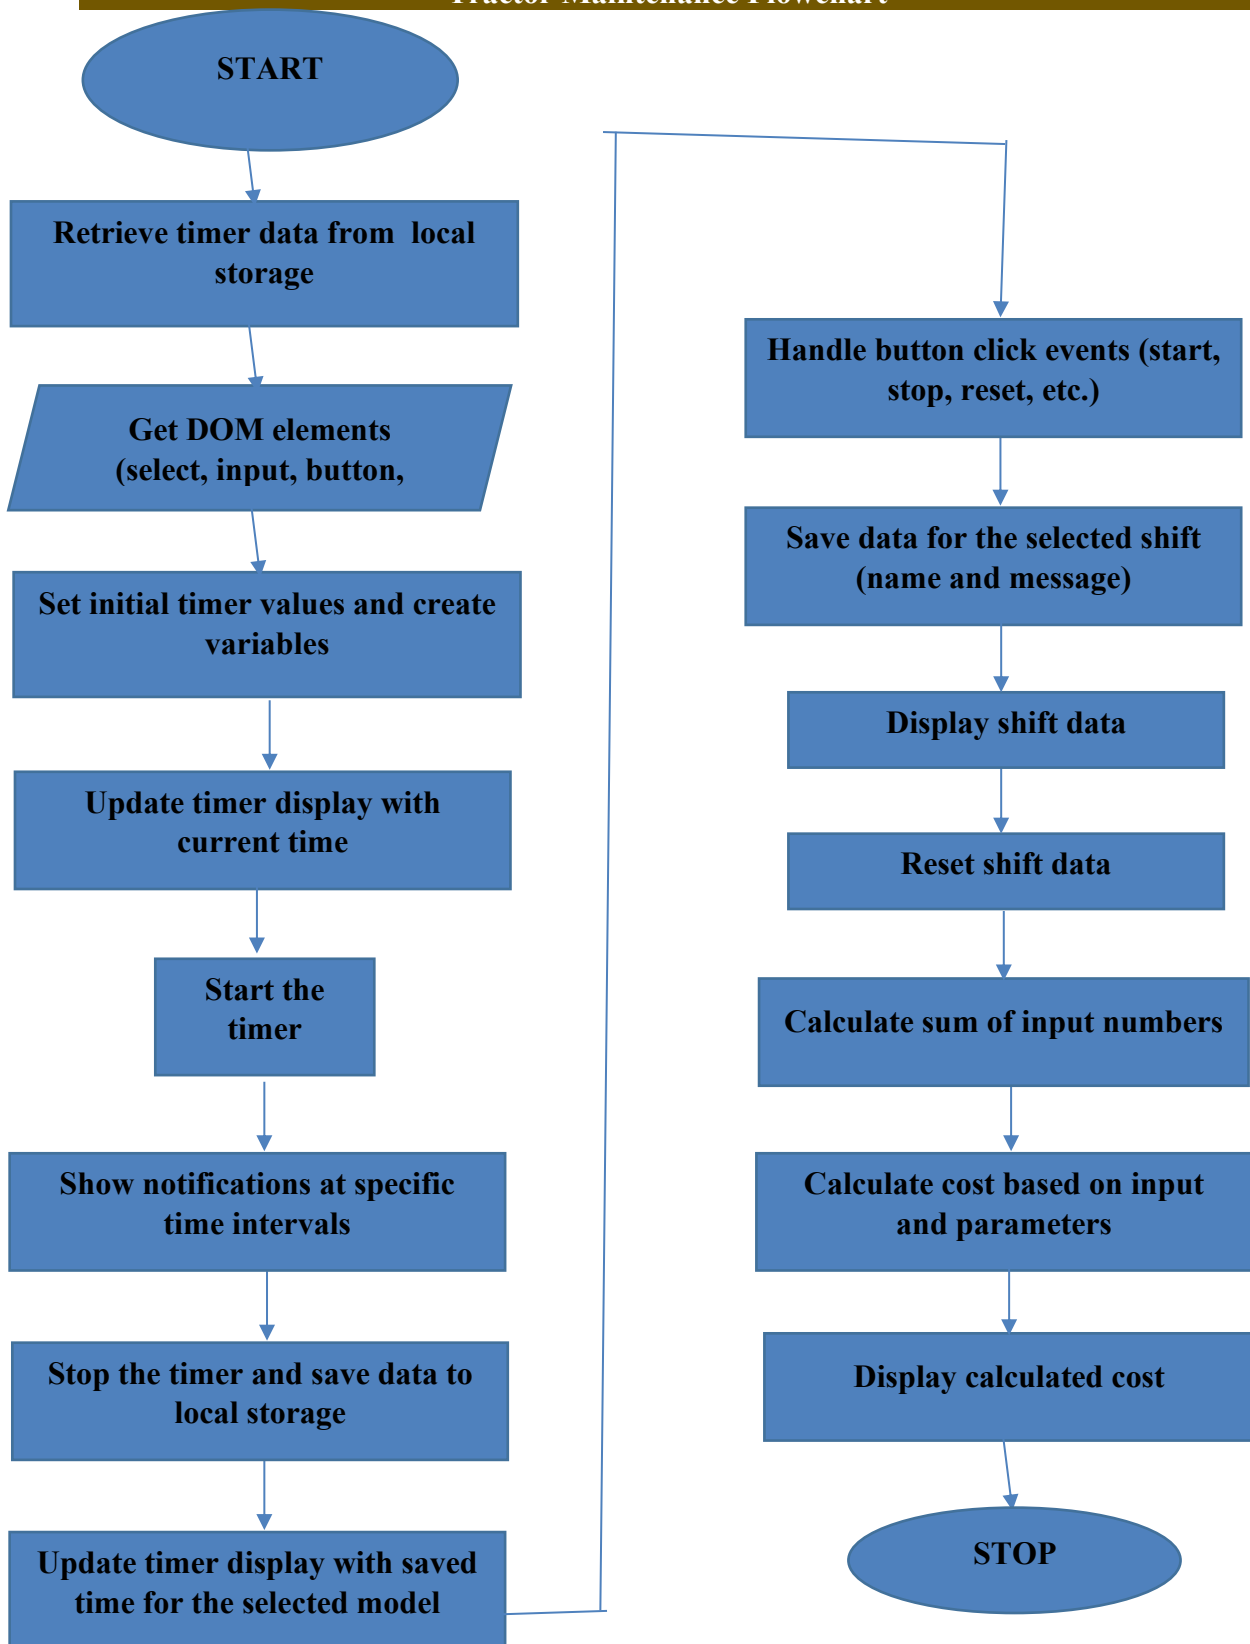 Tractor Maintenance Flowchart
START
Retrieve timer data from local
storage
Get DOM elements
(select, input, button,
Set initial timer values and create
variables
Update timer display with
current time
Start the
timer
Show notifications at specific
time intervals
Stop the timer and save data to
local storage
Update timer display with saved
time for the selected model
Handle button click events (start,
stop, reset, etc.)
Save data for the selected shift
(name and message)
Display shift data
Reset shift data
Calculate sum of input numbers
Calculate cost based on input
and parameters
Display calculated cost
STOP